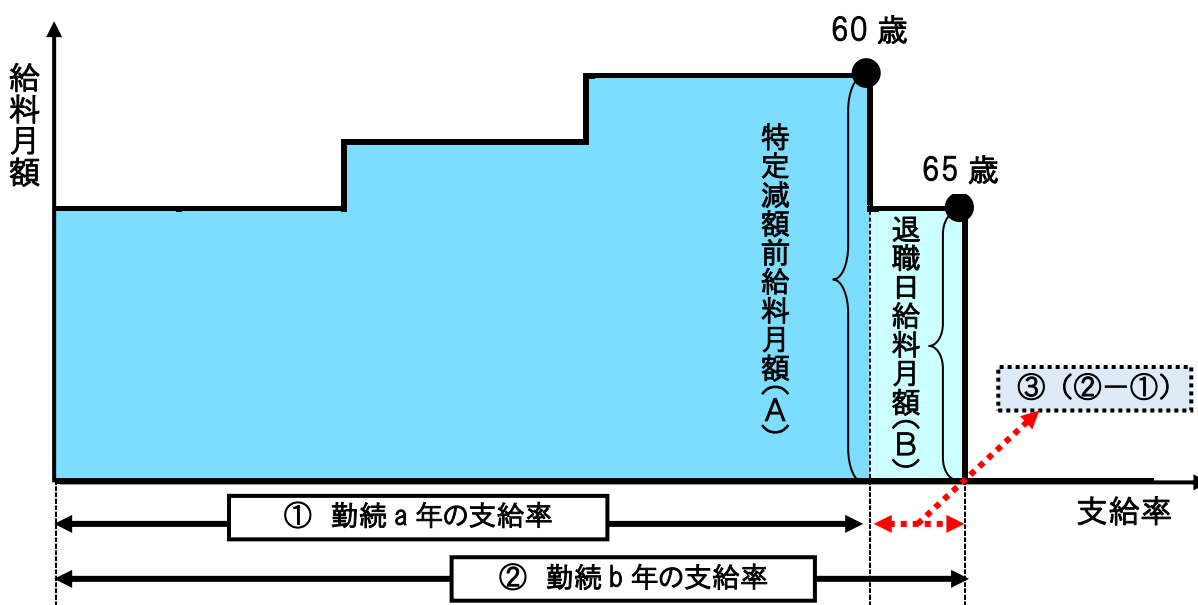 60 歳
給料月額
65 歳
特定減額前給料月額(A)
退職日給料月額(B)
③ (②-①)
① 勤続 a 年の支給率
支給率
② 勤続 b 年の支給率